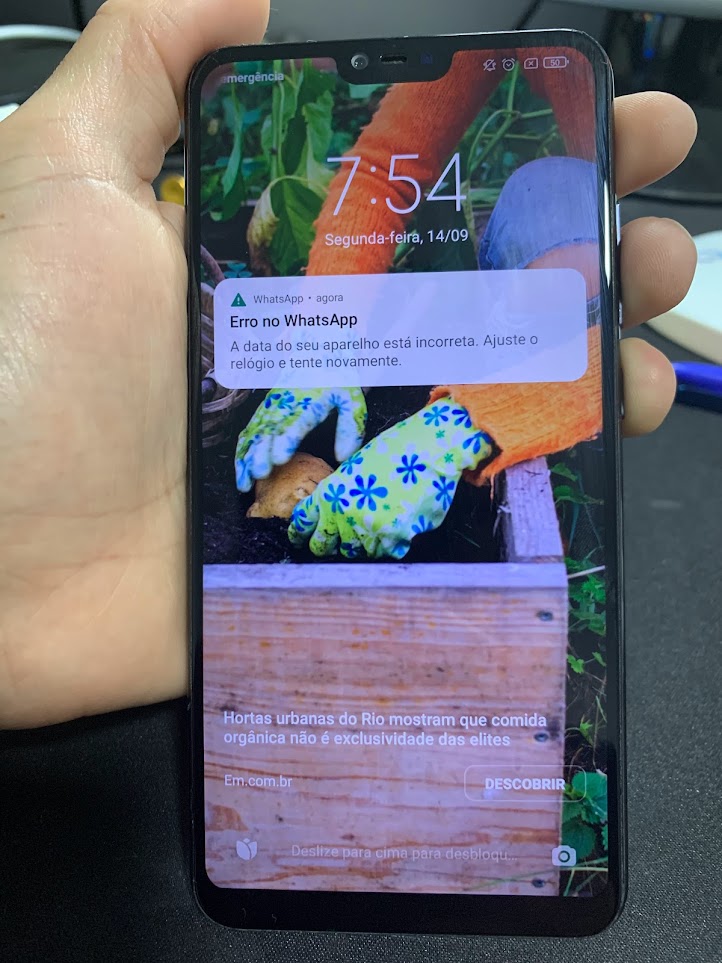 emergência
50
7:54
Segunda-feira, 14/09
WhatsApp • agora
Erro no WhatsApp
A data do seu aparelho está incorreta. Ajuste o
relógio e tente novamente.
Hortas urbanas do Rio mostram que comida
orgânica não é exclusividade das elites
Em.com.br
DESCOBRIR
Deslize para cima para desbloqu...